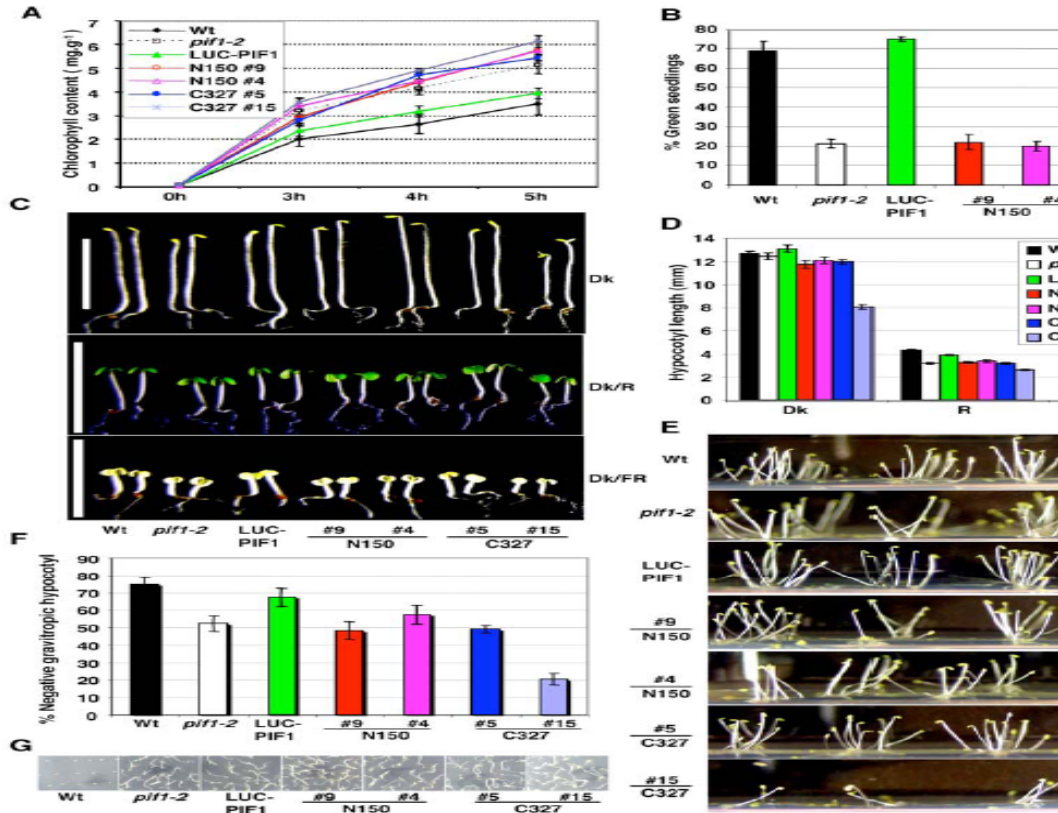 A
Chlorophyll content ( mg.g-1)
7
6
5
4
3
2
1
0
0h
3h
4h
5h
Wt
pif1-2
LUC-PIF1
N150 #9
N150 #4
C327 #5
C327 #15
B
% Green seedlings
80
70
60
50
40
30
20
10
0
Wt
pif1-2
LUC-
PIF1
#9
#4
N150
C
Dk
Dk/R
Dk/FR
Wt
pif1-2
LUC-
PIF1
#9
#4
N150
#5
#15
C327
D
Hypocotyl length (mm)
14
12
10
8
6
4
2
0
Dk
R
W
p
L
N
N
C
C
E
Wt
pif1-2
LUC-
PIF1
#9
N150
#4
N150
#5
C327
#15
C327
F
% Negative gravitropic hypocotyl
90
80
70
60
50
40
30
20
10
0
Wt
pif1-2
LUC-
PIF1
#9
#4
N150
#5
#15
C327
G
Wt
pif1-2
LUC-
PIF1
#9
#4
N150
#5
#15
C327